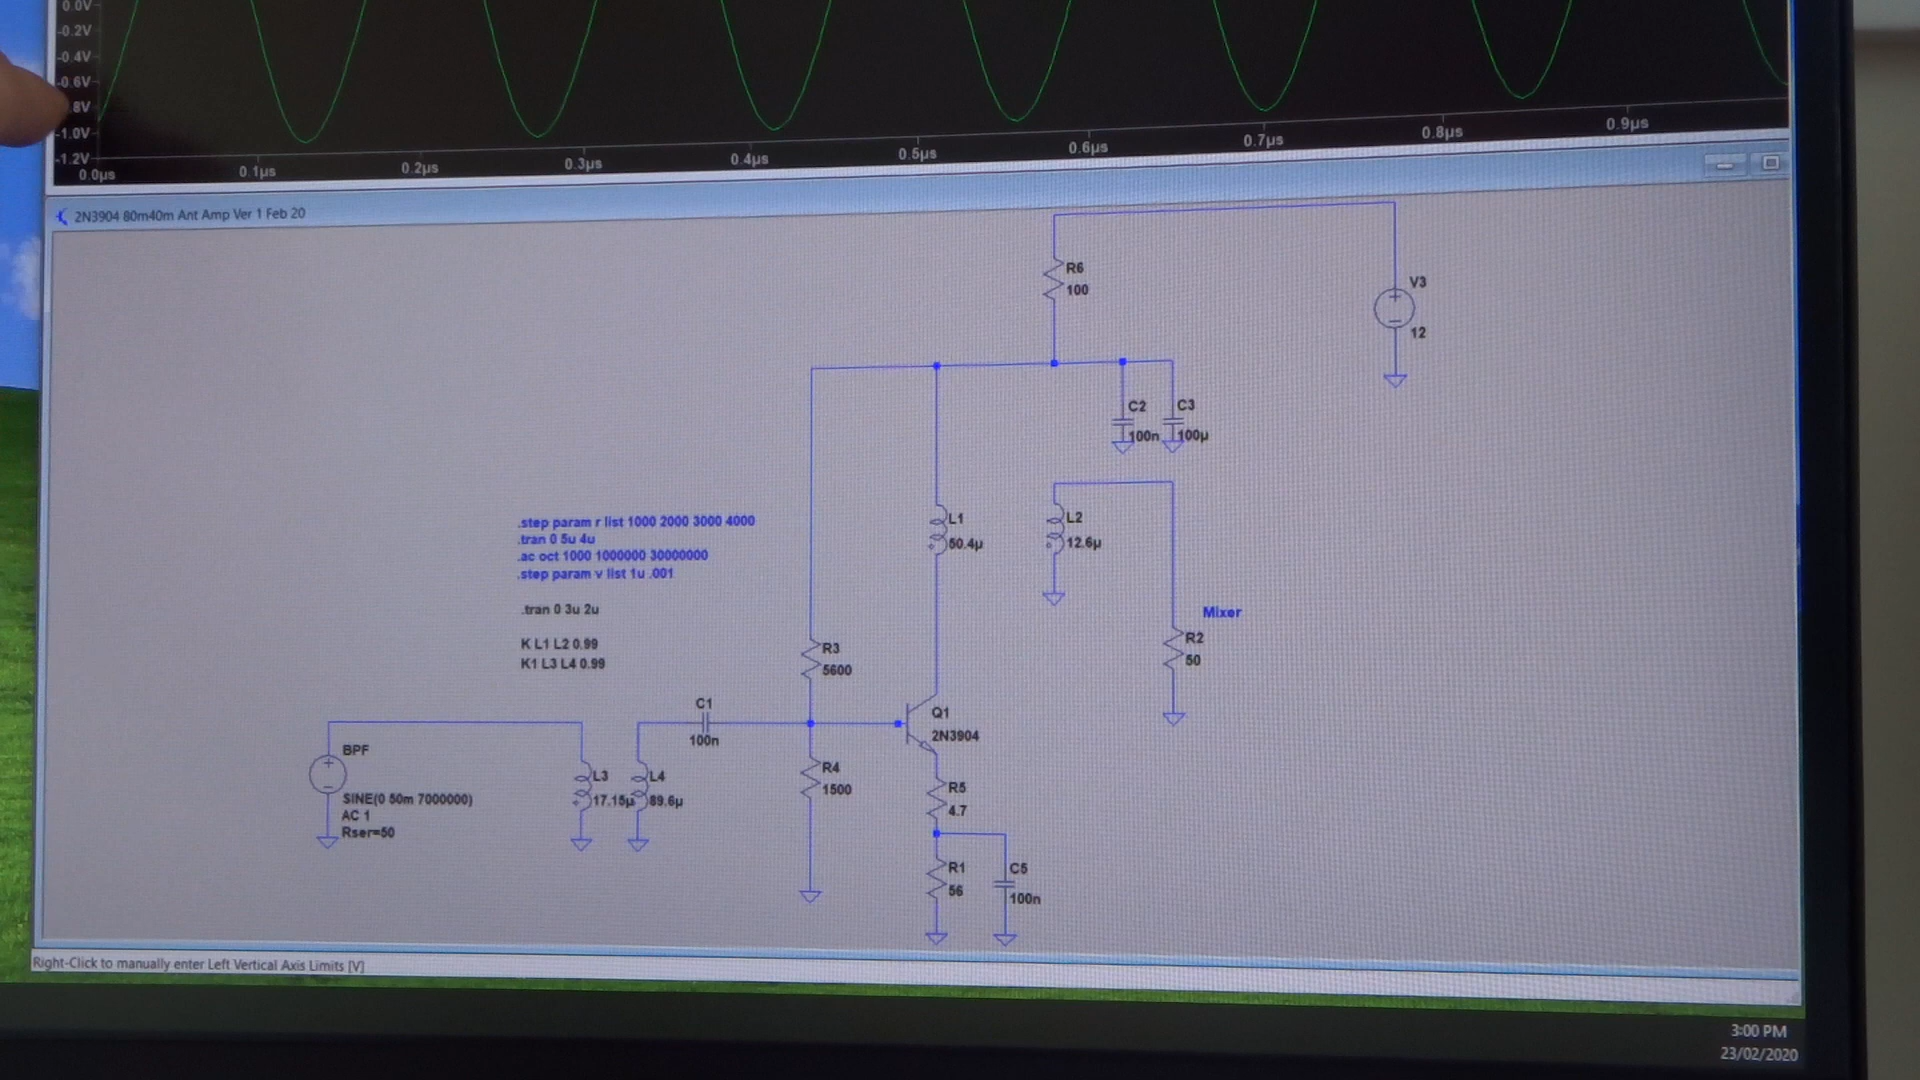 0.0V
-0.2V
-0.4V
-0.6V
.8V
-1.0V
-1.2V
0.0µs
0.1µs
0.2µs
0.3µs
0.4µs
0.5µs
0.6µs
0.7µs
0.8µs
0.9µs
2N3904 80m40m Ant Amp Ver 1 Feb 20
R6
100
V3
12
C2
100n
C3
100µ
.step param r list 1000 2000 3000 4000
.tran 0 5u 4u
.ac oct 1000 1000000 30000000
.step param v list 1u .001
.tran 0 3u 2u
K L1 L2 0.99
K1 L3 L4 0.99
L1
50.4µ
L2
12.6µ
Mixer
R2
50
R3
5600
C1
100n
Q1
2N3904
BPF
SINE(0 50m 7000000)
AC 1
Rser=50
L3
17.15µ
L4
89.6µ
R4
1500
R5
4.7
R1
56
C5
100n
Right-Click to manually enter Left Vertical Axis Limits [V]
3:00 PM
23/02/2020